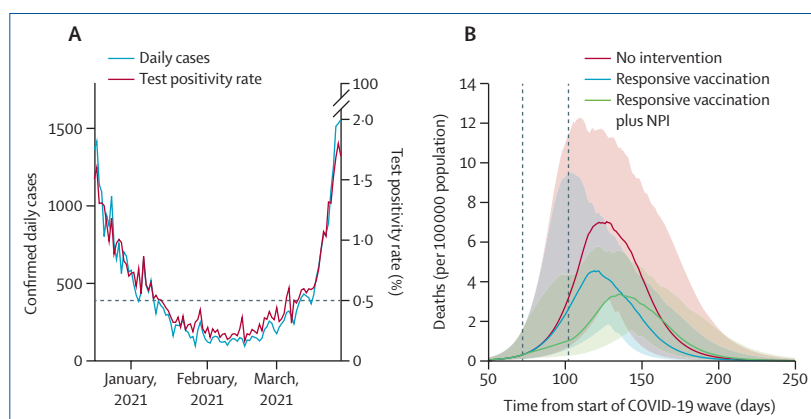 A
Daily cases
Test positivity rate
Confirmed daily cases
1500
1000
500
0
100
2·0
1·5
1·0
0·5
0
Test positivity rate (%)
January,
2021
February,
2021
March,
2021
B
No intervention
Responsive vaccination
Responsive vaccination
plus NPI
Deaths (per 100 000 population)
14
12
10
8
6
4
2
0
50
100
150
200
250
Time from start of COVID-19 wave (days)